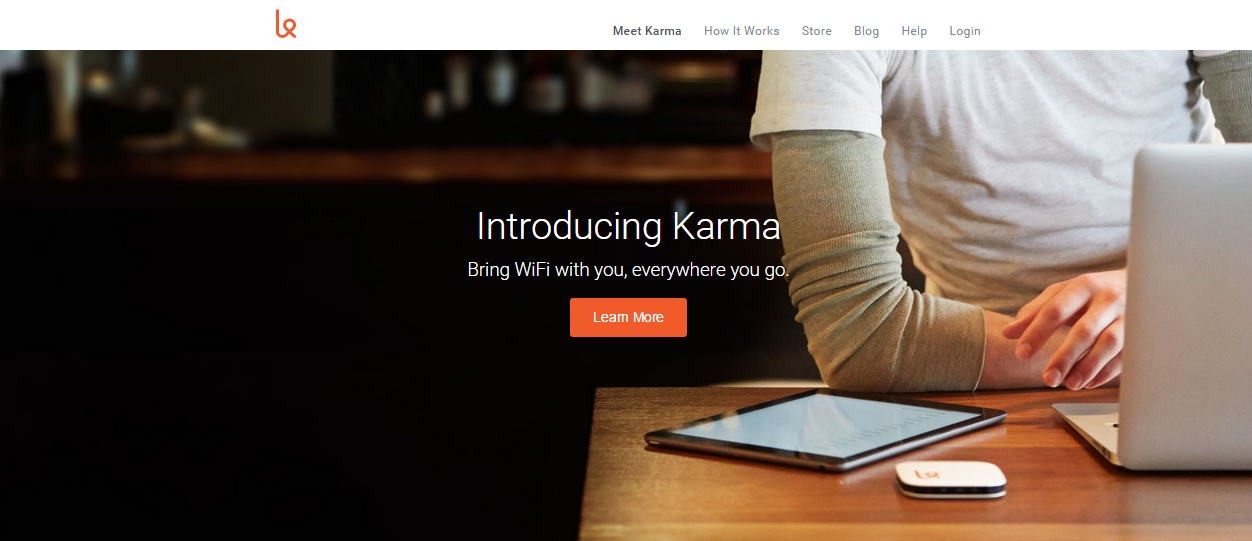 Meet Karma How It Works Store Blog Help Login
Introducing Karma
Bring WiFi with you, everywhere you go.
Learn More